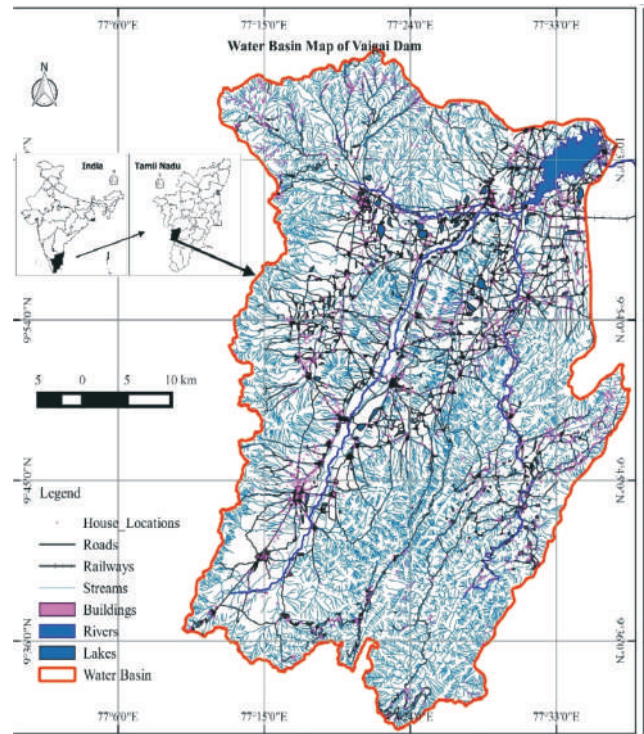 77°6'0"E 77°15'0"E 77°24'0"E 77°33'0"E
Water Basin Map of Vaigai Dam
India
Tamil Nadu
9°54'0"N
9°54'0"N
5 0 5 10 km
9°45'0"N
9°45'0"N
Legend
House_Locations
Roads
Railways
Streams
Buildings
Rivers
Lakes
Water Basin
9°36'0"N
9°36'0"N
77°6'0"E 77°15'0"E 77°24'0"E 77°33'0"E